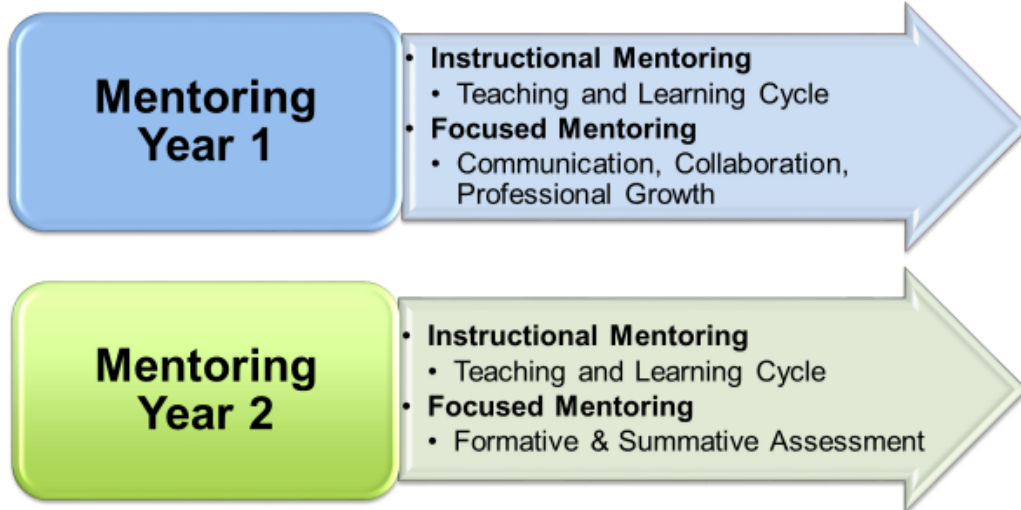 Mentoring
Year 1
• Instructional Mentoring
• Teaching and Learning Cycle
• Focused Mentoring
• Communication, Collaboration,
Professional Growth
Mentoring
Year 2
• Instructional Mentoring
• Teaching and Learning Cycle
• Focused Mentoring
• Formative & Summative Assessment